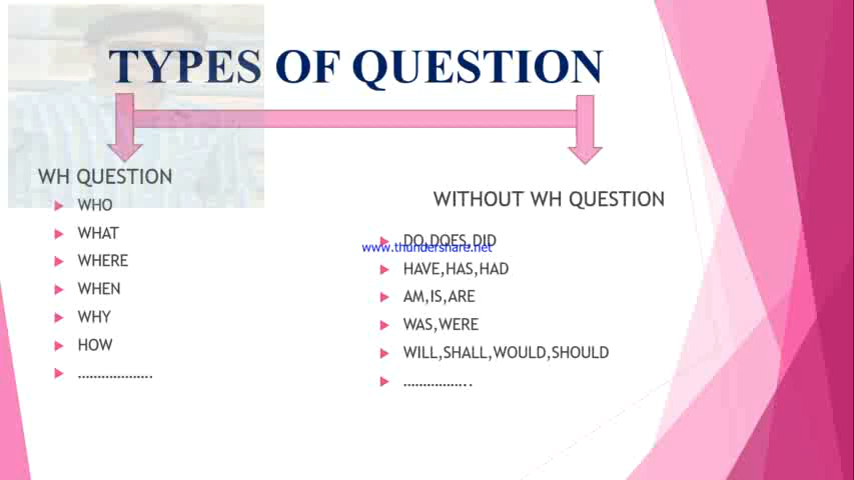 TYPES OF QUESTION
WH QUESTION
WHO
WHAT
WHERE
WHEN
WHY
HOW
...................
WITHOUT WH QUESTION
DO,DOES,DID
www.thundershare.net
HAVE,HAS,HAD
AM,IS,ARE
WAS,WERE
WILL,SHALL,WOULD,SHOULD
.................